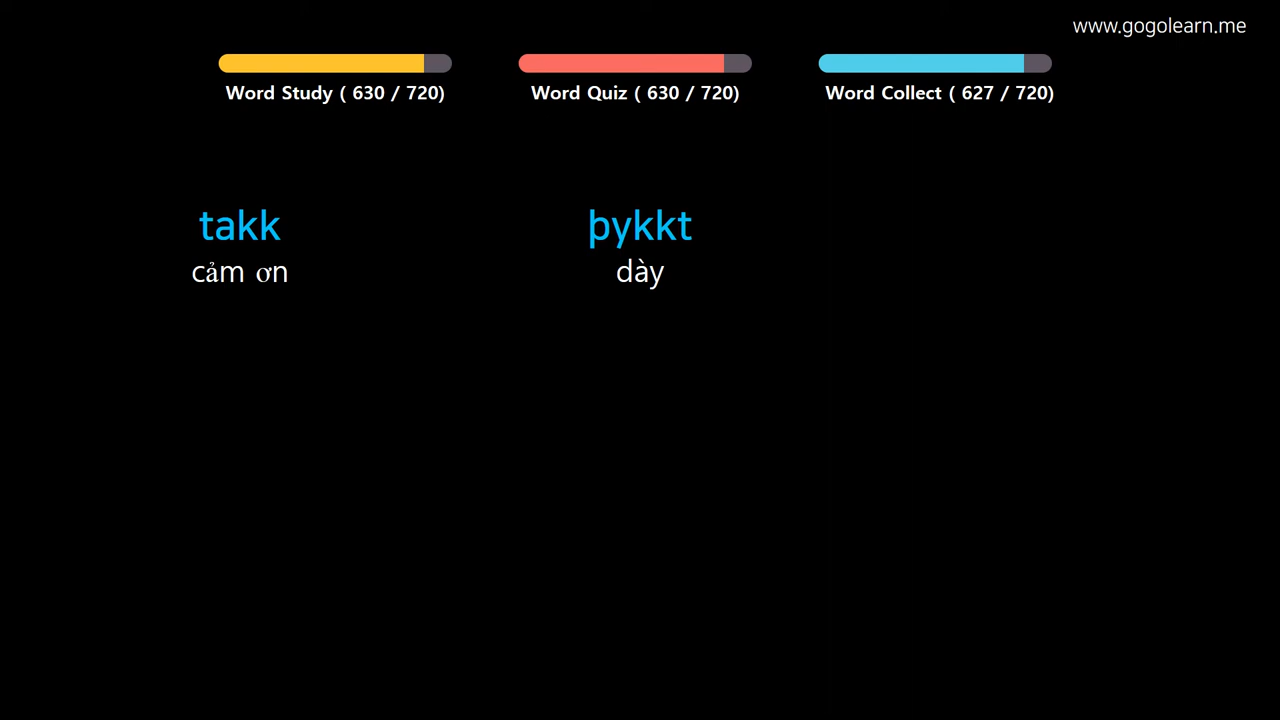 www.gogolearn.me
Word Study ( 630 / 720)
Word Quiz ( 630 / 720)
Word Collect ( 627 / 720)
takk
cảm ơn
þykkt
dày